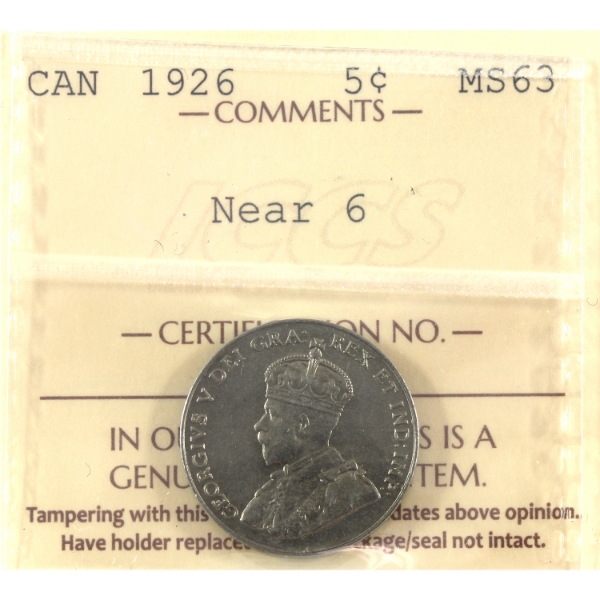 CAN 1926 5¢ MS63
— COMMENTS —
ICCS
Near 6
— CERTIFI ON NO. —
GEORGIVS V DEI GRA: REX ET IND:IMP:
IN O S IS A
GENU TEM.
Tampering with this dates above opinion.
Have holder replace kage/seal not intact.